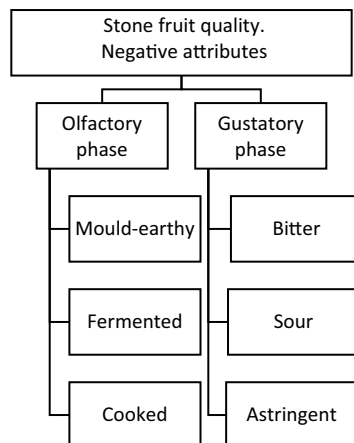 Stone fruit quality.
Negative attributes
Olfactory
phase
Gustatory
phase
Mould-earthy
Bitter
Fermented
Sour
Cooked
Astringent